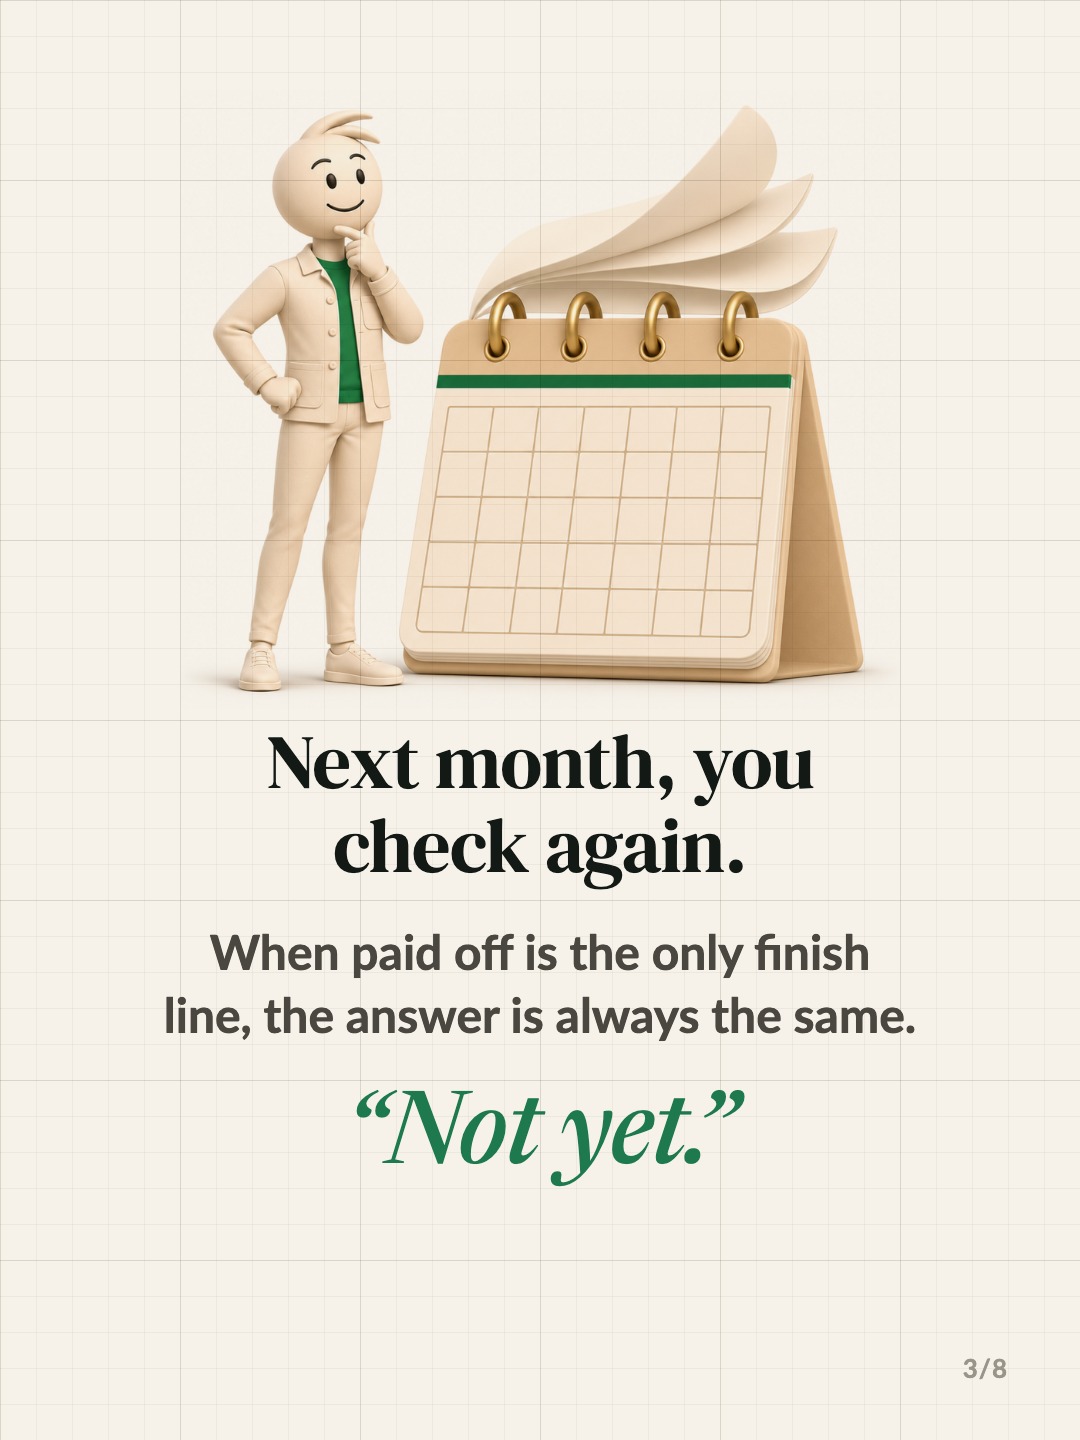 Next month, you
check again.
When paid off is the only finish
line, the answer is always the same.
“Not yet.”
3/8